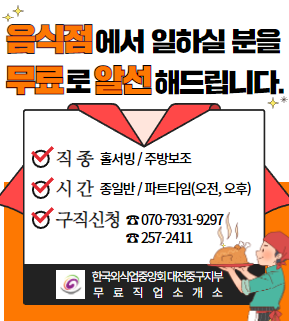 음식점에서 일하실 분을
무료로 알선해드립니다.
직종 홀서빙 / 주방보조
시간 종일반 / 파트타임(오전, 오후)
구직신청 ☎ 070-7931-9297
☎ 257-2411
한국외식업중앙회 대전중구지부
무료직업소개소